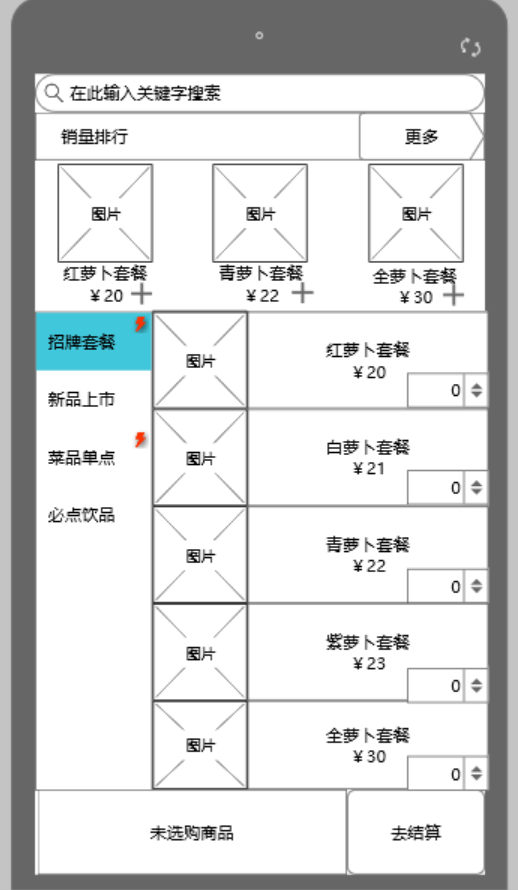 在此输入关键字搜索
销量排行 更多
图片 图片 图片
红萝卜套餐 青萝卜套餐 全萝卜套餐
¥20 ¥22 ¥30
招牌套餐
新品上市
菜品单点
必点饮品
图片
红萝卜套餐
¥20
0
图片
白萝卜套餐
¥21
0
图片
青萝卜套餐
¥22
0
图片
紫萝卜套餐
¥23
0
图片
全萝卜套餐
¥30
0
未选购商品 去结算